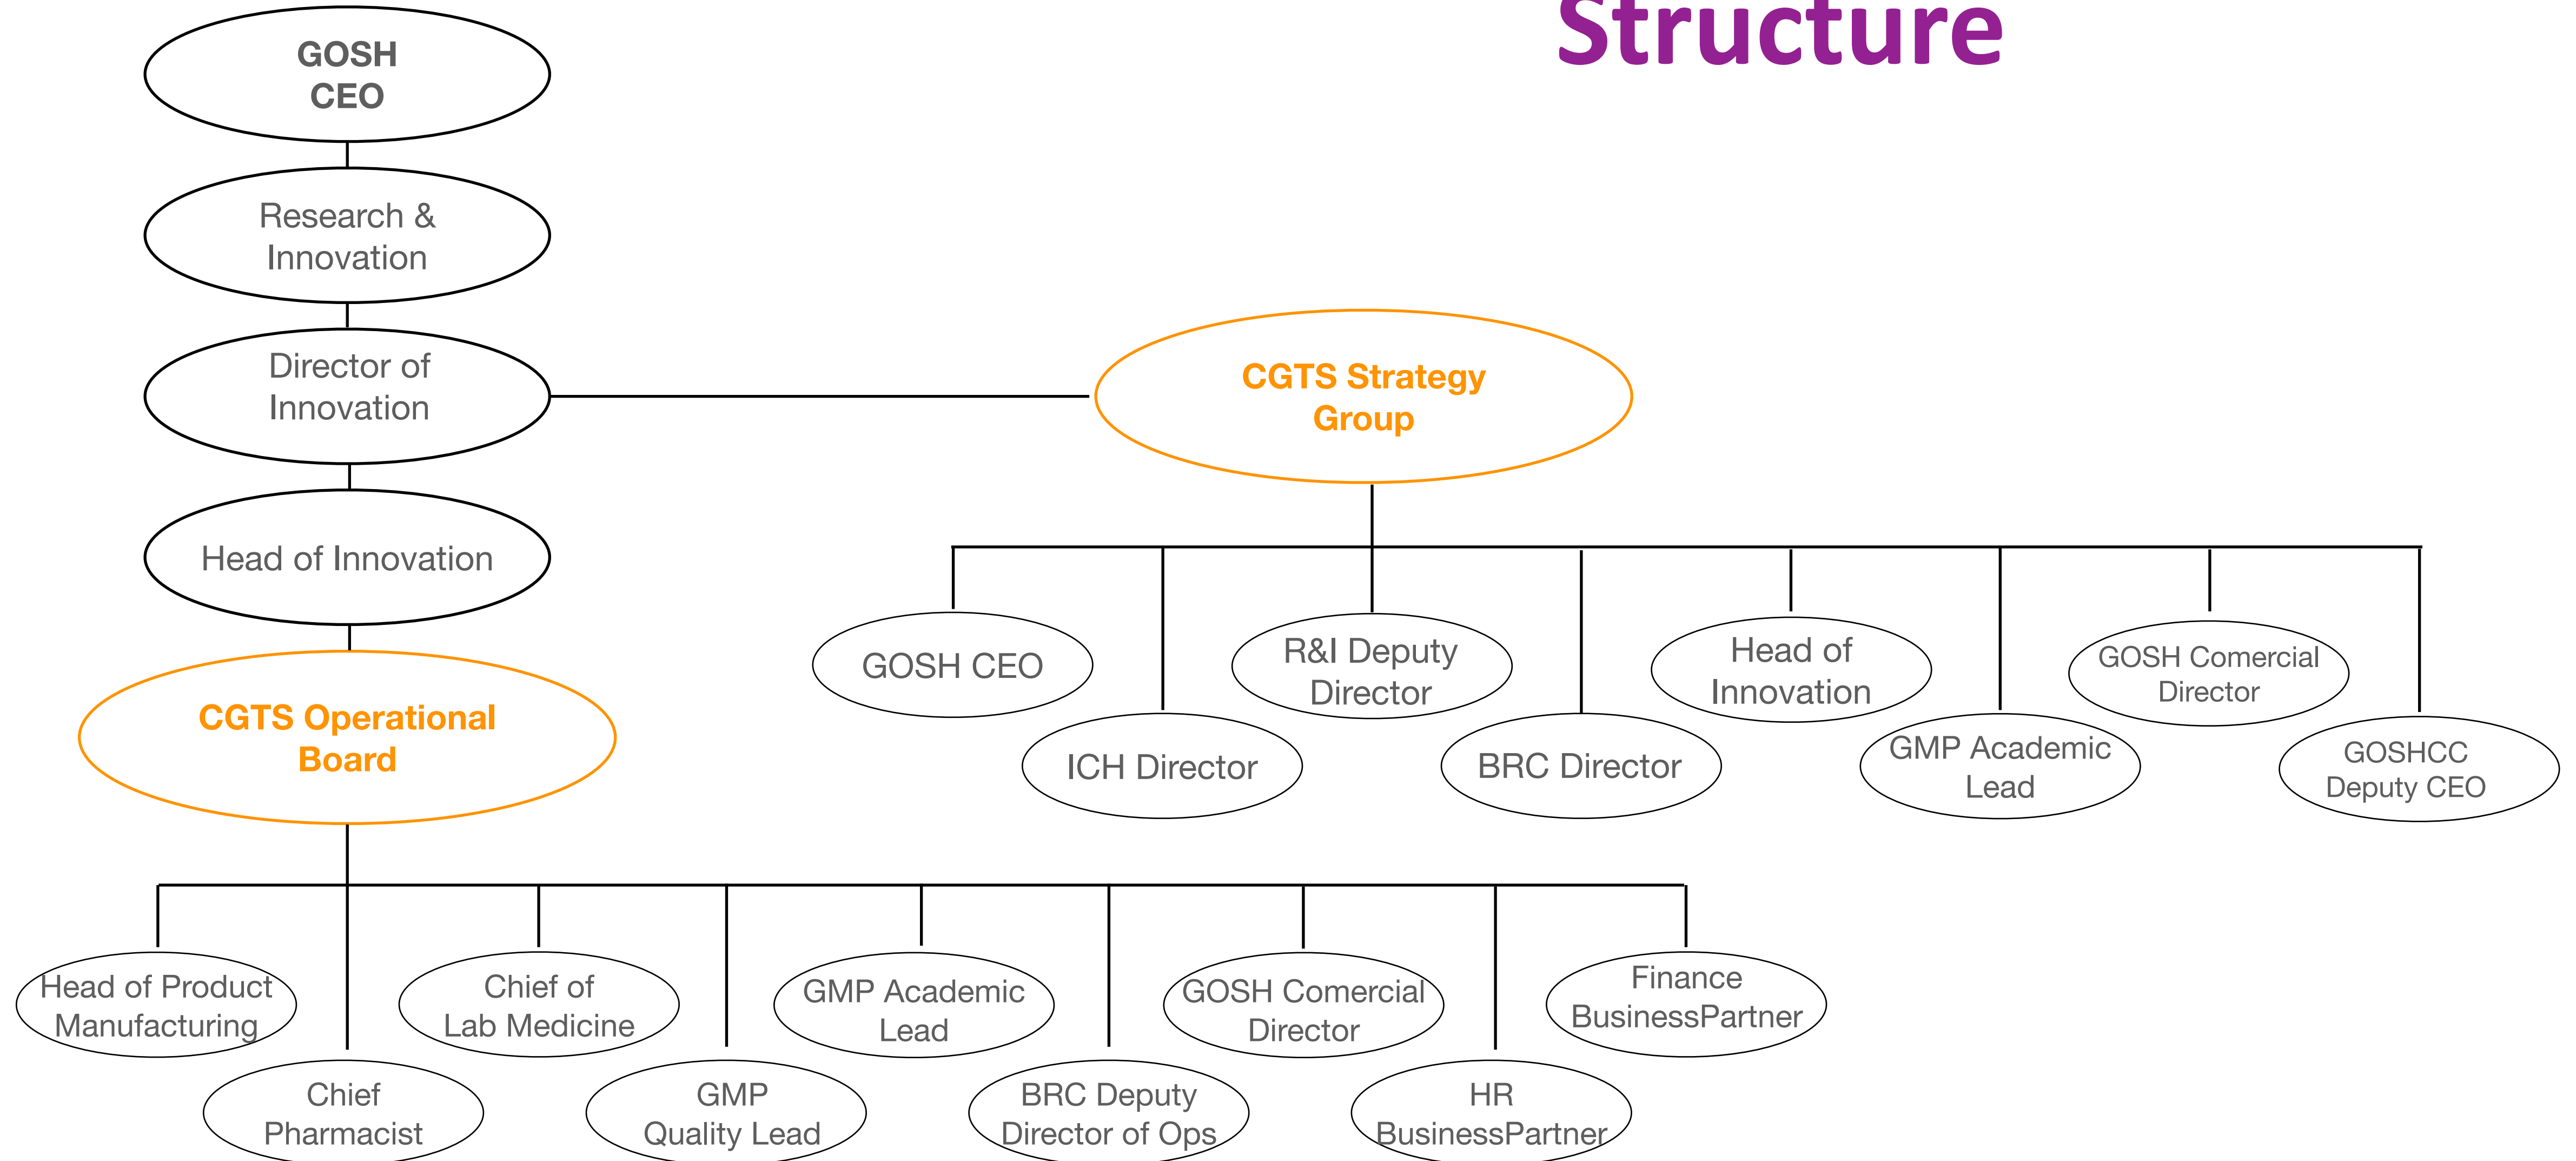 Structure
GOSH
CEO
Research &
Innovation
Director of
Innovation
Head of Innovation
CGTS Operational
Board
CGTS Strategy
Group
GOSH CEO
ICH Director
R&I Deputy
Director
BRC Director
Head of
Innovation
GMP Academic
Lead
GOSH Comercial
Director
GOSHCC
Deputy CEO
Head of Product
Manufacturing
Chief
Pharmacist
Chief of
Lab Medicine
GMP
Quality Lead
GMP Academic
Lead
BRC Deputy
Director of Ops
GOSH Comercial
Director
HR
BusinessPartner
Finance
BusinessPartner